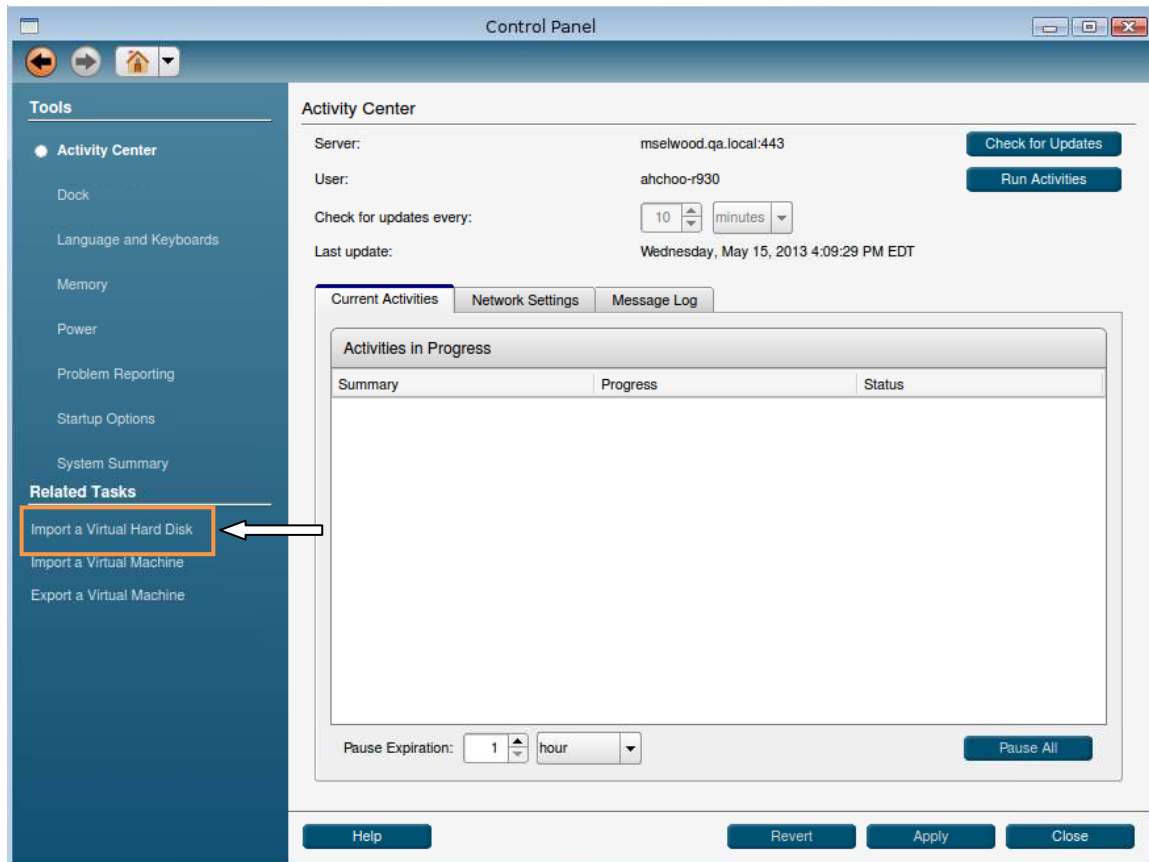 Control Panel
Tools
Activity Center
Dock
Language and Keyboards
Memory
Power
Problem Reporting
Startup Options
System Summary
Related Tasks
Import a Virtual Hard Disk
Import a Virtual Machine
Export a Virtual Machine
Activity Center
Server: mselwood.qa.local:443 Check for Updates
User: ahchoo-r930 Run Activities
Check for updates every: 10 minutes
Last update: Wednesday, May 15, 2013 4:09:29 PM EDT
Current Activities Network Settings Message Log
Activities in Progress
Summary Progress Status
Pause Expiration: 1 hour Pause All
Help Revert Apply Close